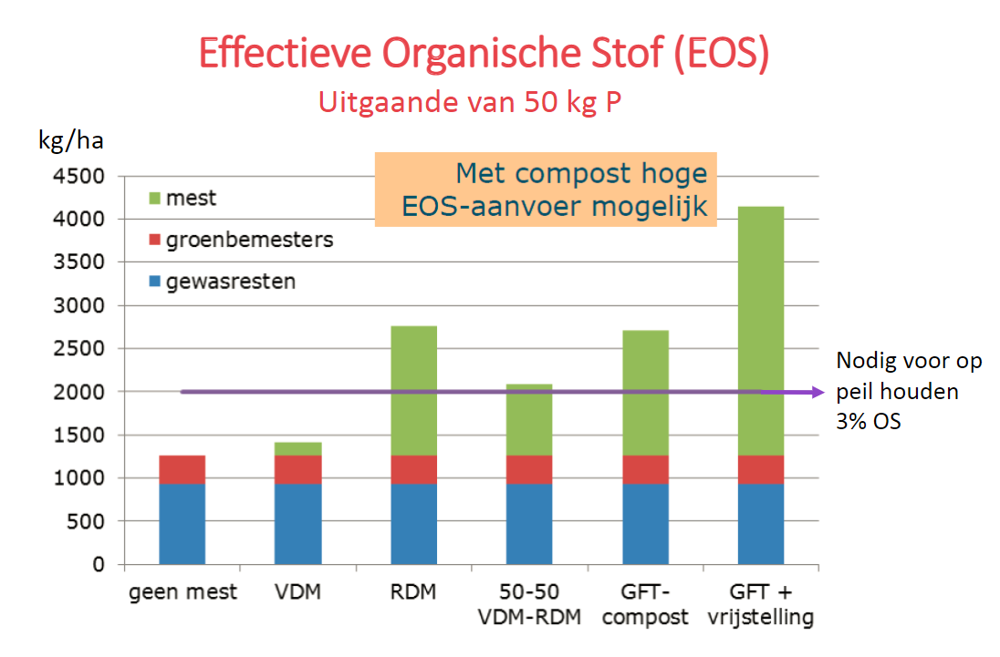 Effectieve Organische Stof (EOS)
Uitgaande van 50 kg P
kg/ha
Met compost hoge
EOS-aanvoer mogelijk
4500
4000
3500
3000
2500
2000
1500
1000
500
0
mest
groenbemesters
gewasresten
Nodig voor op
peil houden
3% OS
geen mest
VDM
RDM
50-50
VDM-RDM
GFT-
compost
GFT +
vrijstelling